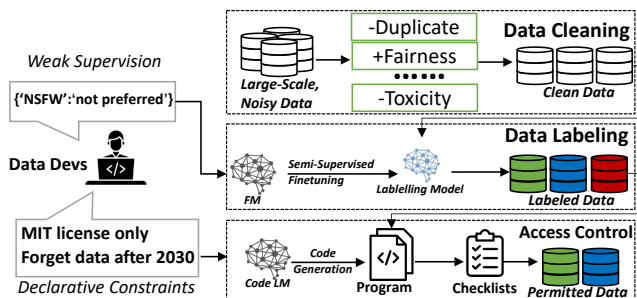 Weak Supervision
{‘NSFW’:‘not preferred’}
Data Devs
</>
MIT license only
Forget data after 2030
Declarative Constraints
-Duplicate
+Fairness
••••••
-Toxicity
Data Cleaning
Large-Scale,
Noisy Data
Clean Data
Data Labeling
Semi-Supervised
Finetuning
FM
Lablelling Model
Labeled Data
Access Control
Code
Generation
Code LM
</>
Program
Checklists
Permitted Data